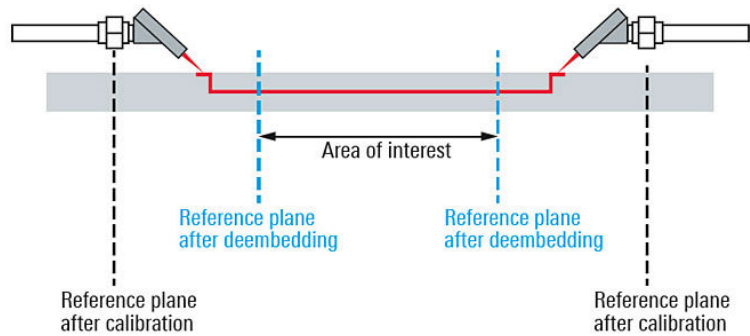 Area of interest
Reference plane
after deembedding
Reference plane
after deembedding
Reference plane
after calibration
Reference plane
after calibration